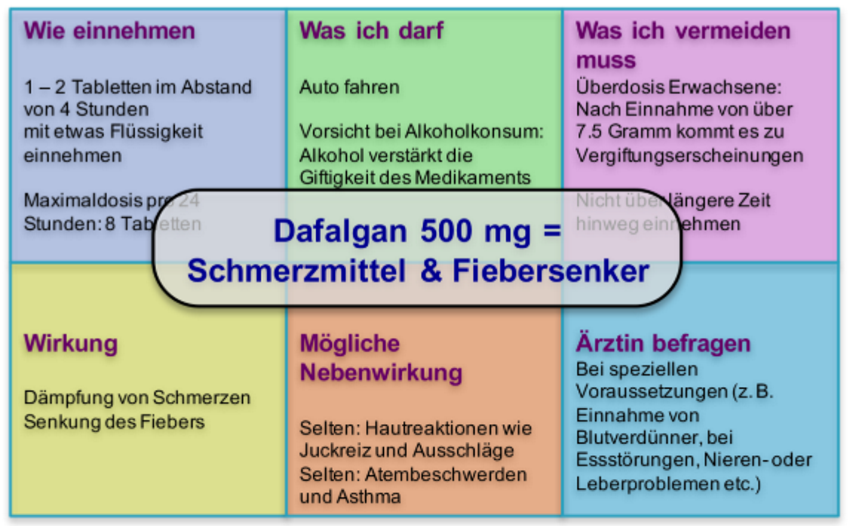 Wie einnehmen
1 – 2 Tabletten im Abstand
von 4 Stunden
mit etwas Flüssigkeit
einnehmen
Maximaldosis pro 24
Stunden: 8 Tabletten
Was ich darf
Auto fahren
Vorsicht bei Alkoholkonsum:
Alkohol verstärkt die
Giftigkeit des Medikaments
Was ich vermeiden
muss
Überdosis Erwachsene:
Nach Einnahme von über
7.5 Gramm kommt es zu
Vergiftungserscheinungen
Nicht über längere Zeit
hinweg einnehmen
Dafalgan 500 mg =
Schmerzmittel & Fiebersenker
Wirkung
Dämpfung von Schmerzen
Senkung des Fiebers
Mögliche
Nebenwirkung
Selten: Hautreaktionen wie
Juckreiz und Ausschläge
Selten: Atembeschwerden
und Asthma
Ärztin befragen
Bei speziellen
Voraussetzungen (z. B.
Einnahme von
Blutverdünner, bei
Essstörungen, Nieren- oder
Leberproblemen etc.)